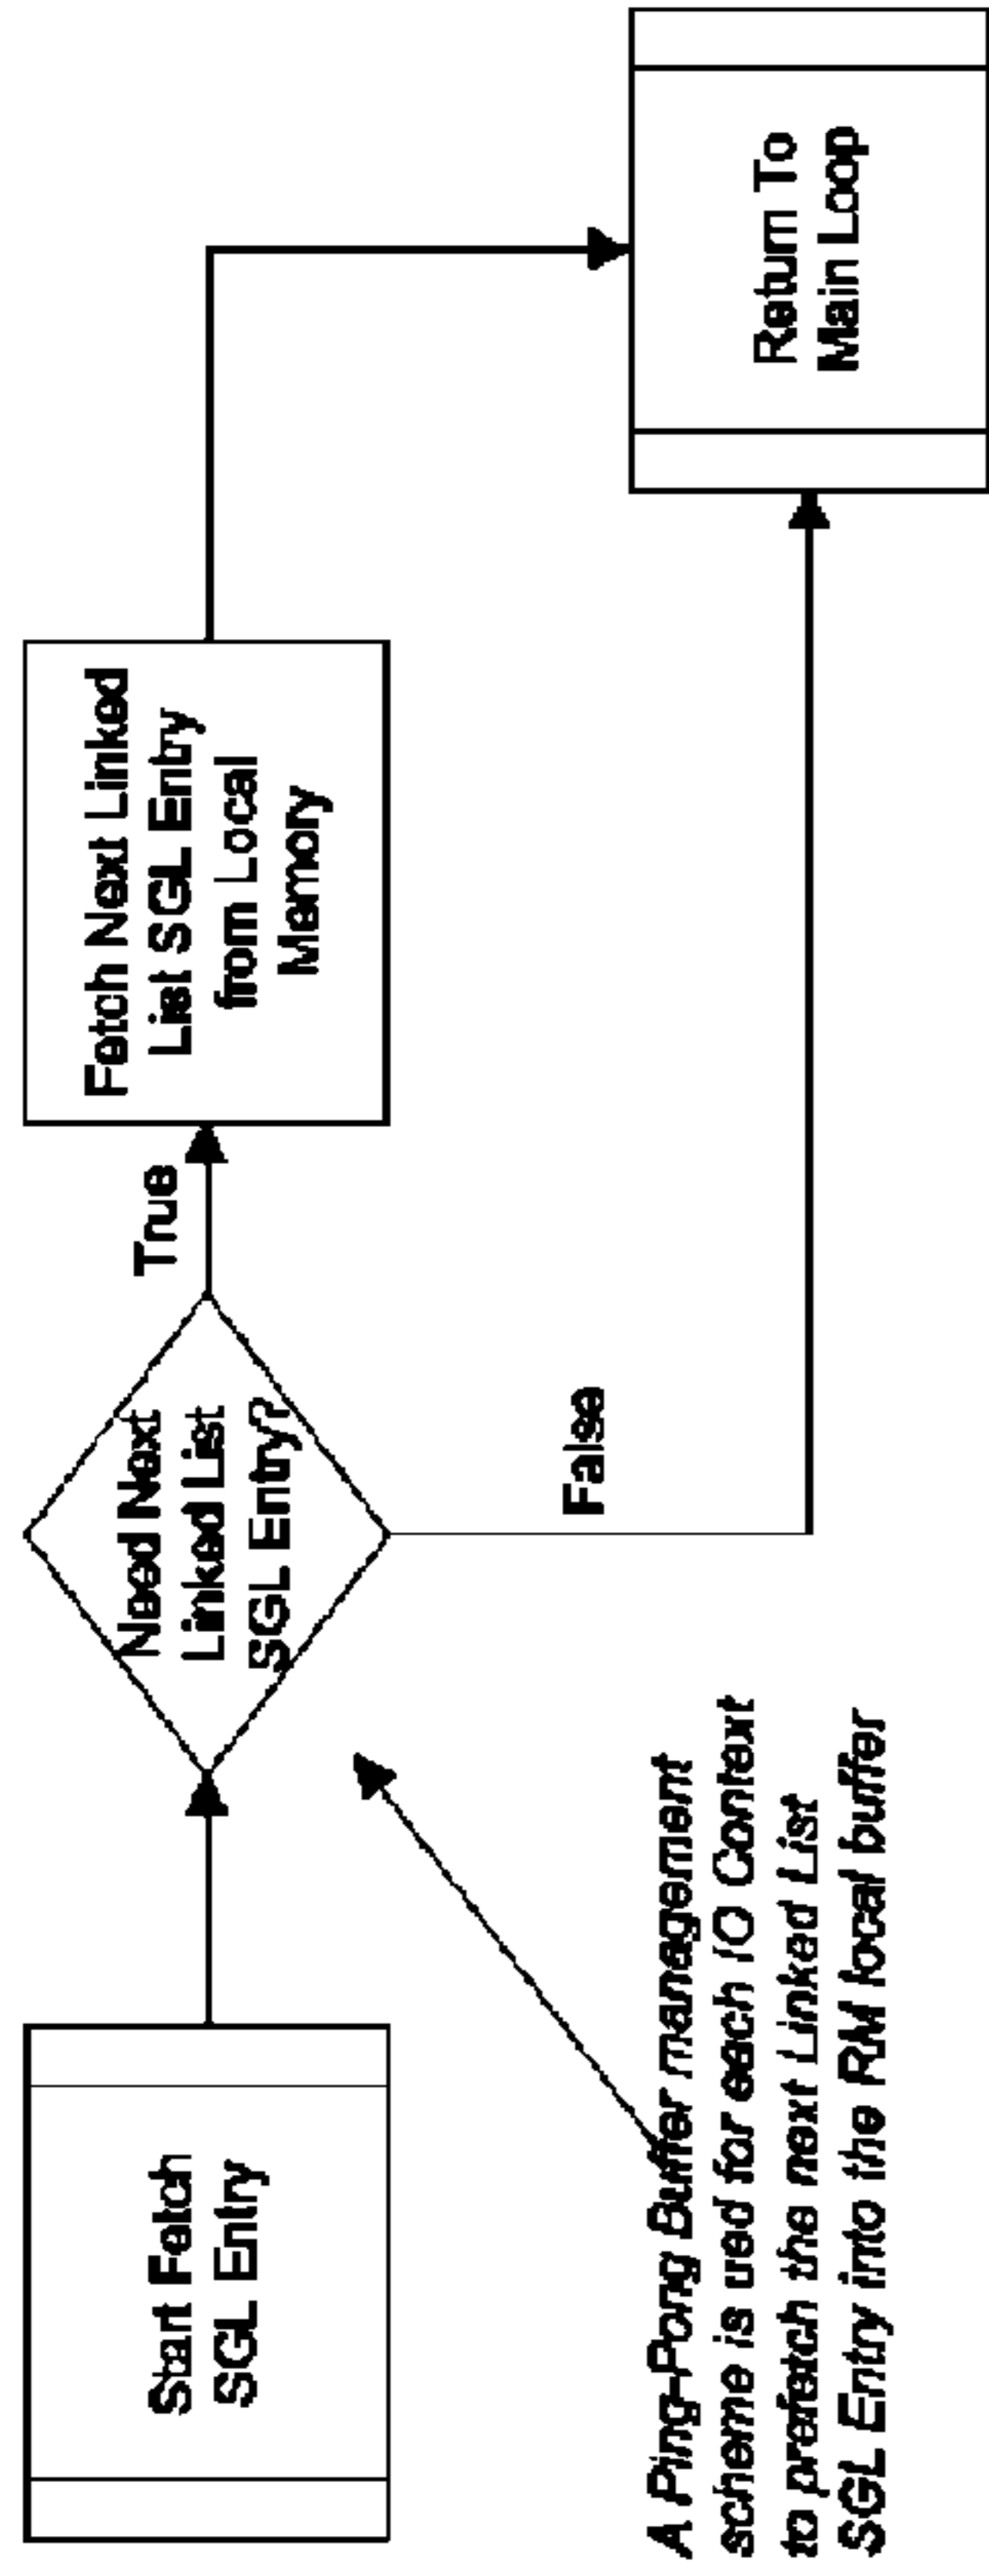 Start Fetch
SGL Entry
Need Next
Linked List
SGL Entry?
True
Fetch Next Linked
List SGL Entry
from Local
Memory
False
Return To
Main Loop
A Ping-Pong Buffer management
scheme is ued for each IO Context
to prefetch the next Linked List
SGL Entry into the RM local buffer